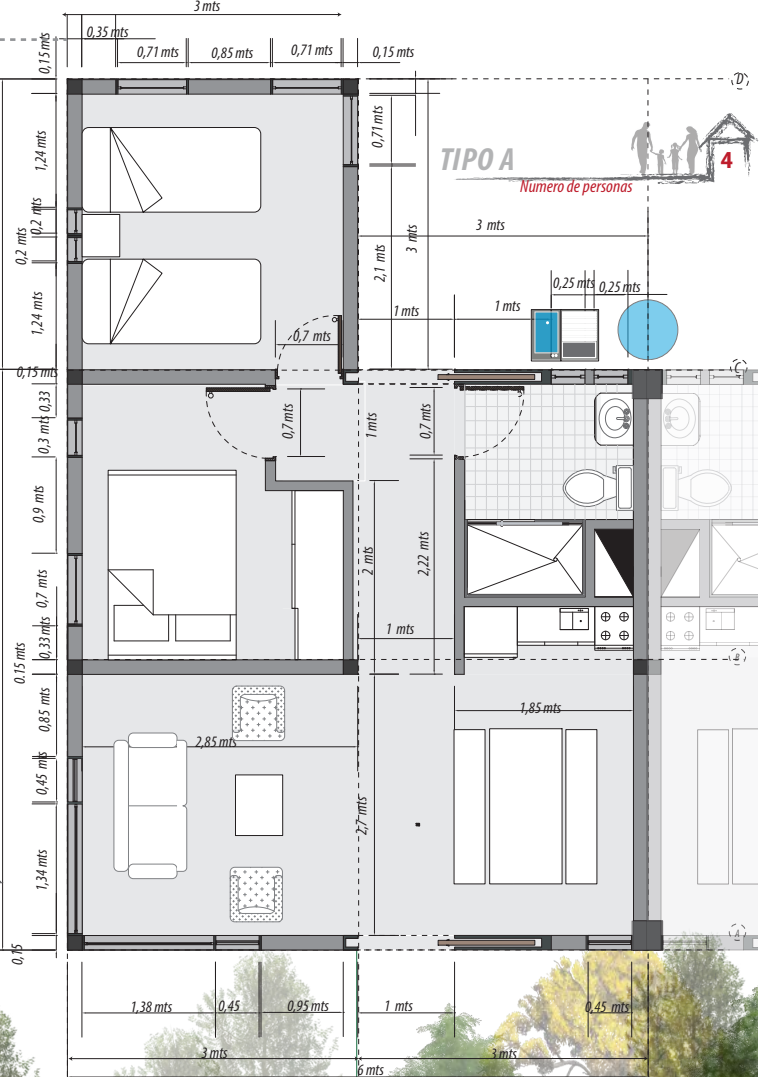 3 mts
0,35 mts
0,15 mts
0,71 mts
0,85 mts
0,71 mts
0,15 mts
D
1,24 mts
0,71 mts
TIPO A
4
Numero de personas
0,2 mts
0,2 mts
3 mts
3 mts
2,1 mts
0,25 mts
0,25 mts
1,24 mts
1 mts
1 mts
0,7 mts
0,15 mts
C
0,33
0,3 mts
0,7 mts
1 mts
0,7 mts
0,9 mts
2 mts
2,22 mts
0,7 mts
0,33 mts
1 mts
0.15 mts
0,85 mts
1,85 mts
2,85 mts
0,45 mts
2,7 mts
1,34 mts
A
0,15
1,38 mts
0,45
0,95 mts
1 mts
0,45 mts
3 mts
3 mts
6 mts